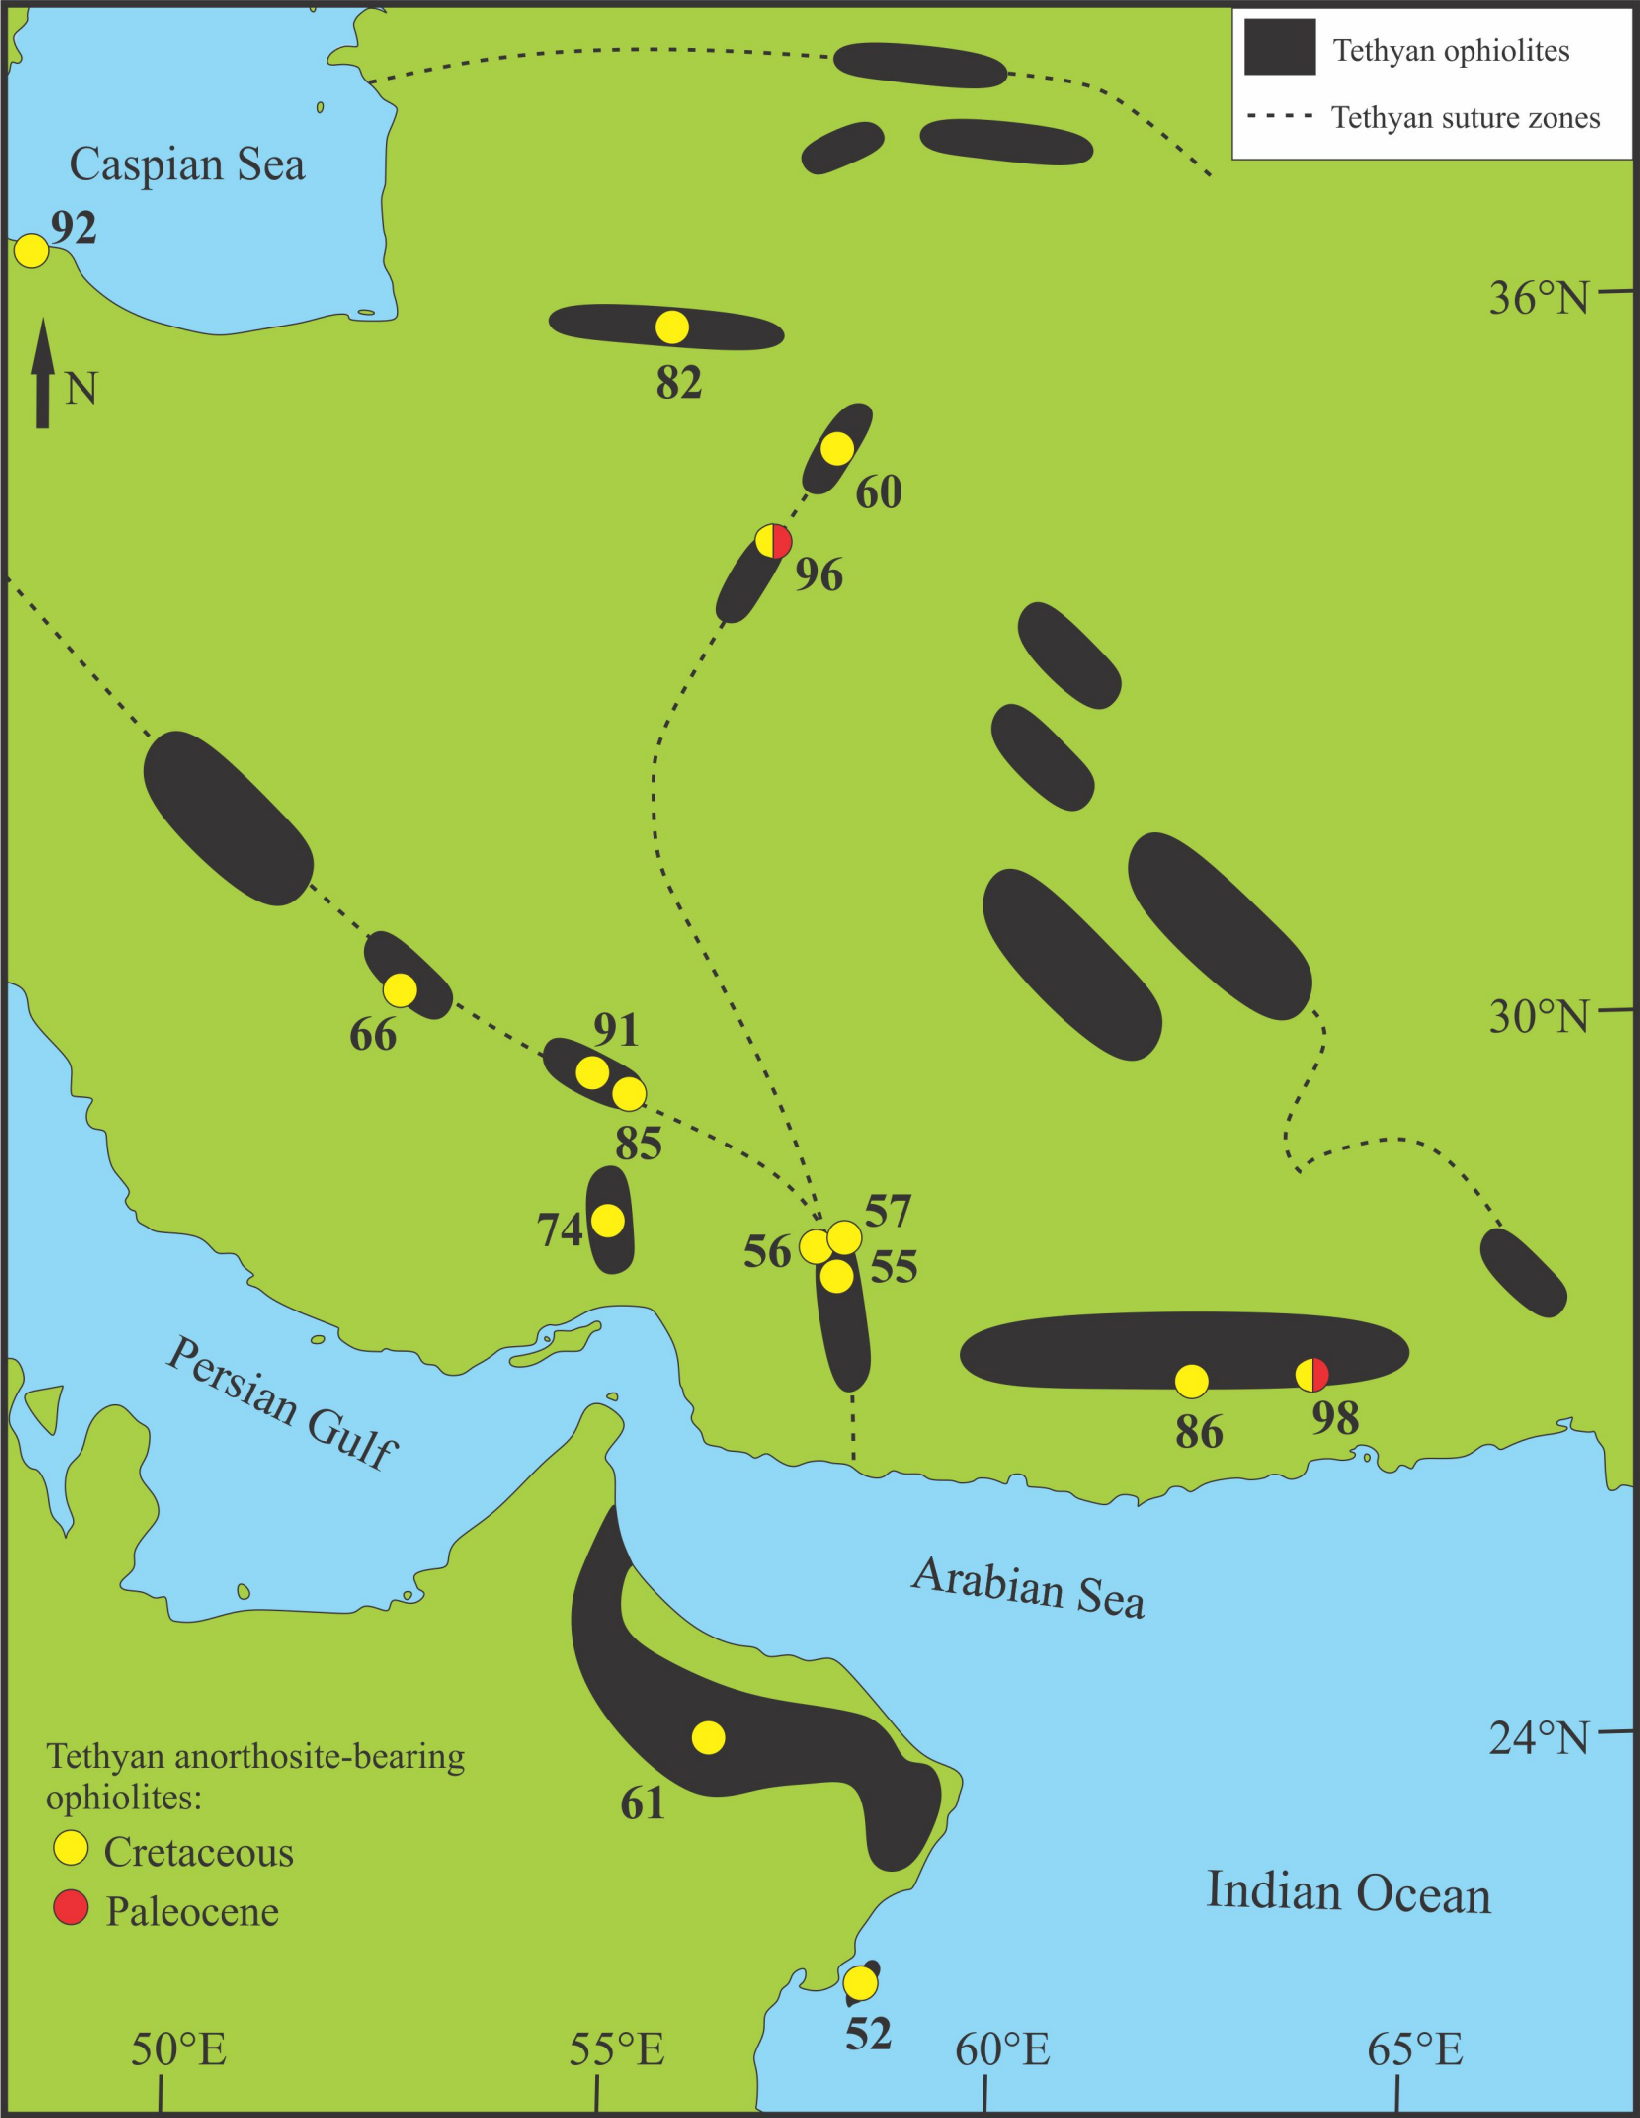 Tethyan ophiolites
Tethyan suture zones
Caspian Sea
92
36°N
N
82
60
96
66
91
85
30°N
74
57
56
55
Persian Gulf
86
98
Arabian Sea
24°N
Tethyan anorthosite-bearing
ophiolites:
61
Cretaceous
Paleocene
Indian Ocean
52
50°E
55°E
60°E
65°E